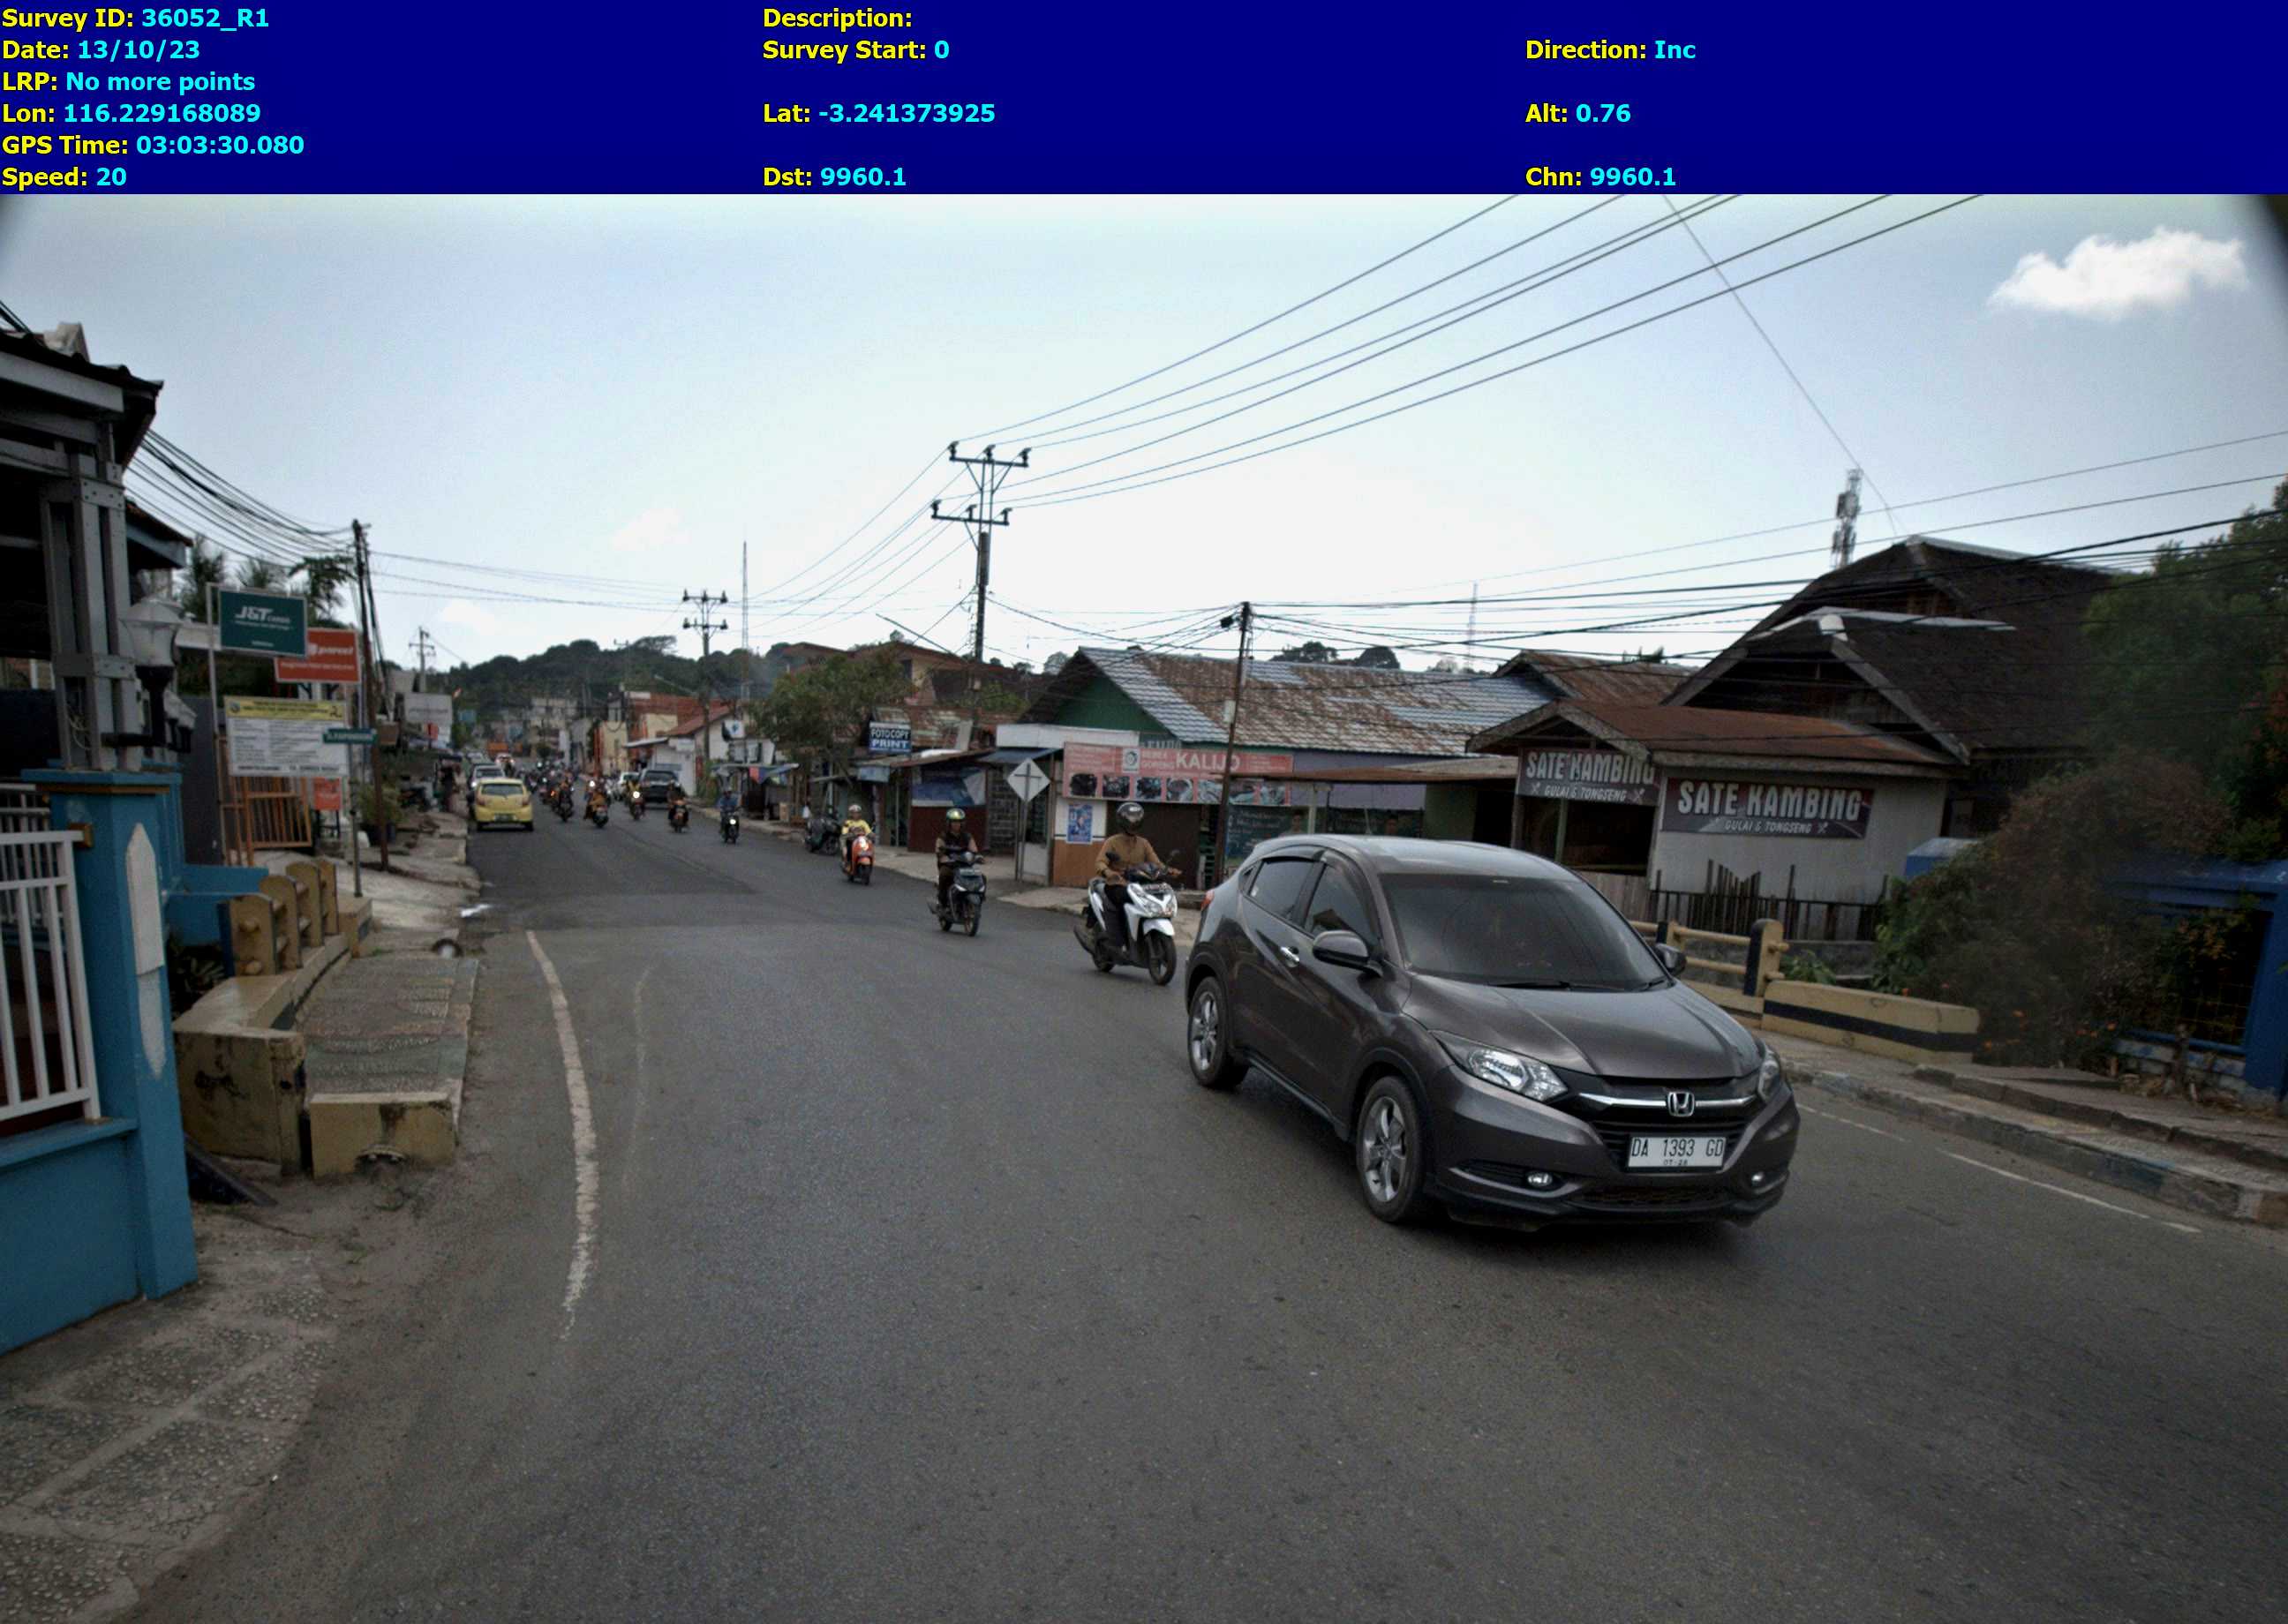 Survey ID: 36052_R1
Description:
Date: 13/10/23
Survey Start: 0
Direction: Inc
LRP: No more points
Lon: 116.229168089
Lat: -3.241373925
Alt: 0.76
GPS Time: 03:03:30.080
Speed: 20
Dst: 9960.1
Chn: 9960.1
J&T CARGO
FOTOCOPY
PRINT
KALIJO
SATE KAMBING
GULAI & TONGSENG
SATE KAMBING
GULAI & TONGSENG
DA 1393 GD